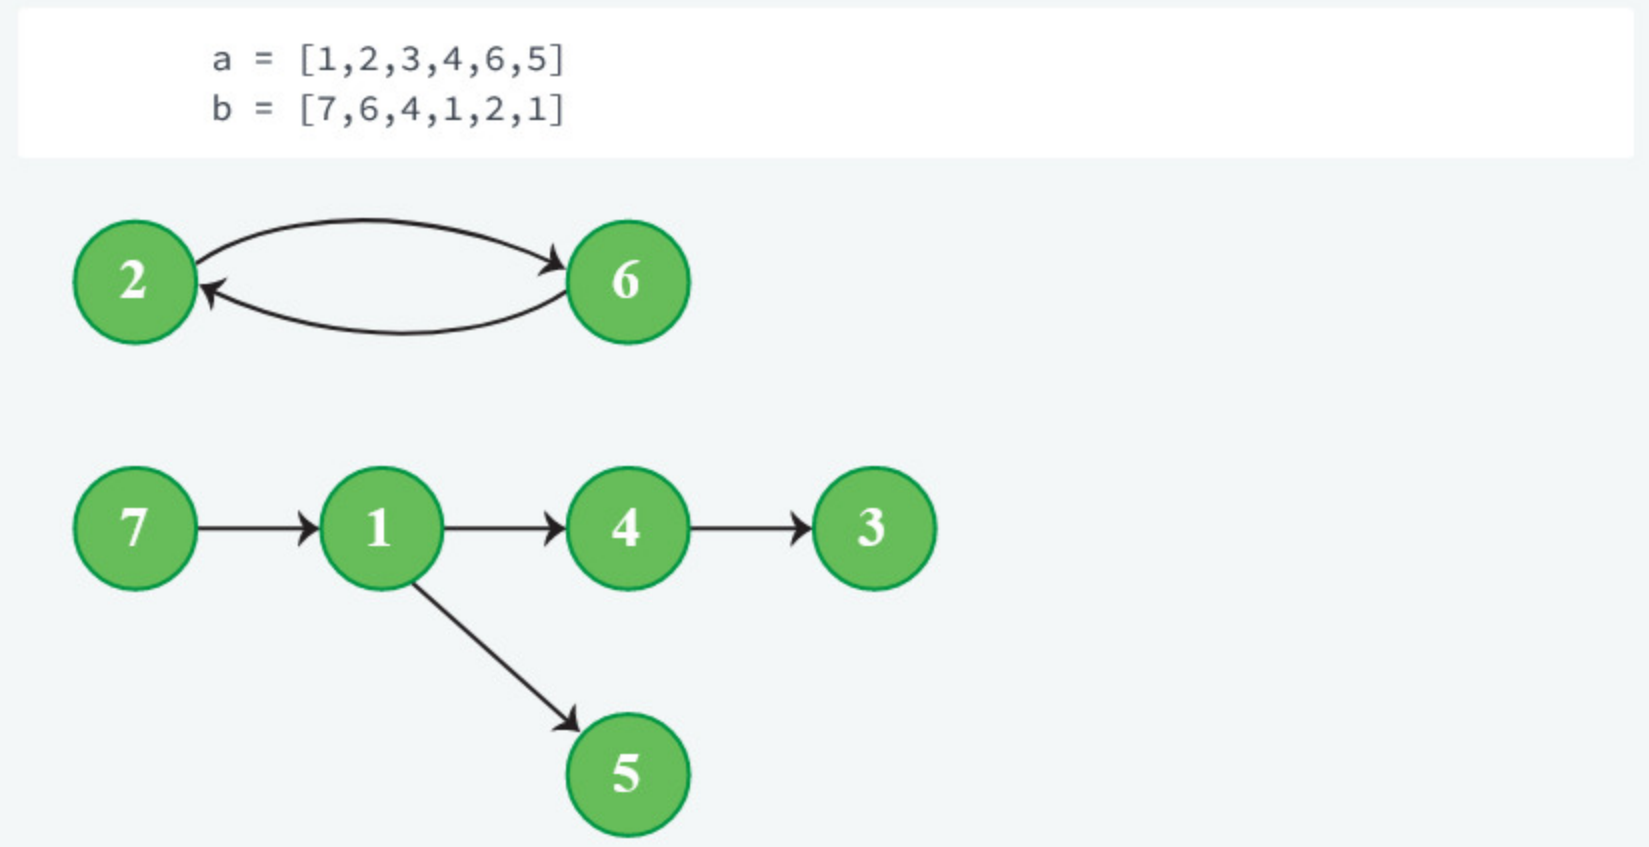 a = [1,2,3,4,6,5]
b = [7,6,4,1,2,1]
2 6
7 1 4 3
5